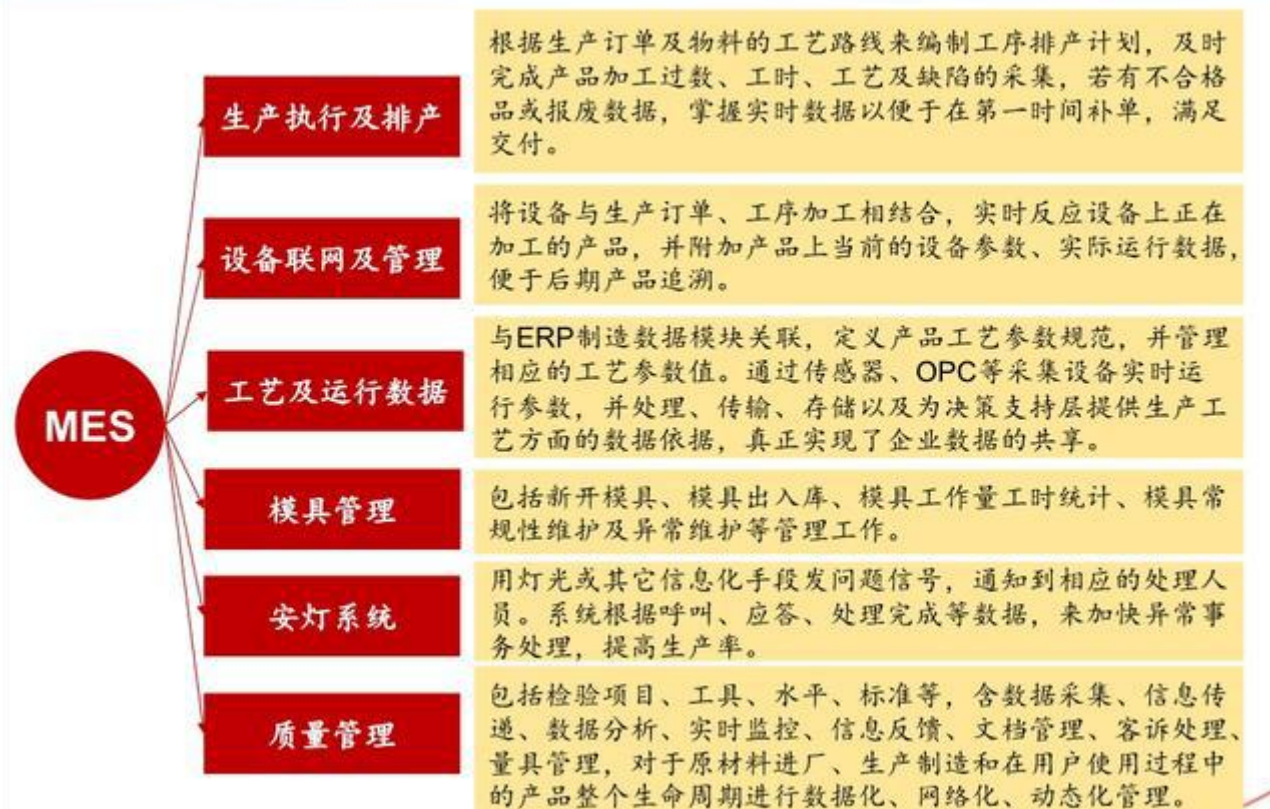 MES
生产执行及排产
根据生产订单及物料的工艺路线来编制工序排产计划，及时
完成产品加工过数、工时、工艺及缺陷的采集，若有不合格
品或报废数据，掌握实时数据以便于在第一时间补单，满足
交付。
设备联网及管理
将设备与生产订单、工序加工相结合，实时反应设备上正在
加工的产品，并附加产品上当前的设备参数、实际运行数据，
便于后期产品追溯。
工艺及运行数据
与ERP制造数据模块关联，定义产品工艺参数规范，并管理
相应的工艺参数值。通过传感器、OPC等采集设备实时运
行参数，并处理、传输、存储以及为决策支持层提供生产工
艺方面的数据依据，真正实现了企业数据的共享。
模具管理
包括新开模具、模具出入库、模具工作量工时统计、模具常
规性维护及异常维护等管理工作。
安灯系统
用灯光或其它信息化手段发问题信号，通知到相应的处理人
员。系统根据呼叫、应答、处理完成等数据，来加快异常事
务处理，提高生产率。
质量管理
包括检验项目、工具、水平、标准等，含数据采集、信息传
递、数据分析、实时监控、信息反馈、文档管理、客诉处理、
量具管理，对于原材料进厂、生产制造和在用户使用过程中
的产品整个生命周期进行数据化、网络化、动态化管理。